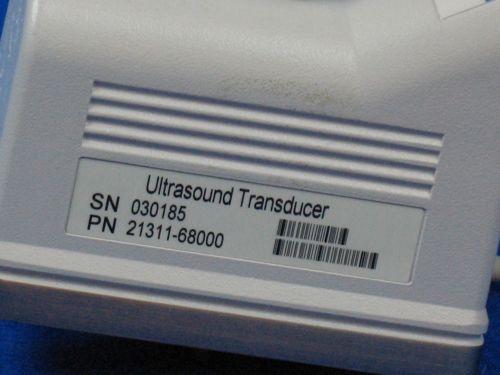 Ultrasound Transducer
SN 030185
PN 21311-68000